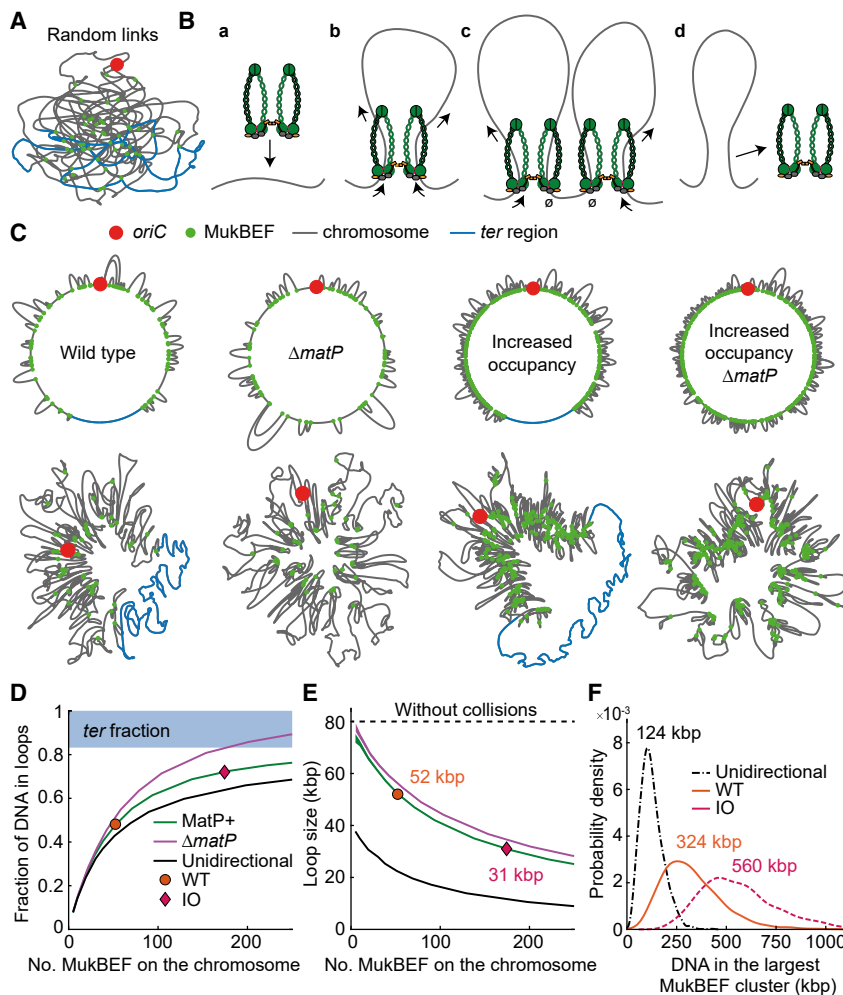 A
Random links
B
a
b
c
d
ø
ø
C
oriC
MukBEF
chromosome
ter region
Wild type
ΔmatP
Increased
occupancy
Increased
occupancy
ΔmatP
D
1
0.8
0.6
0.4
0.2
0
Fraction of DNA in loops
ter fraction
MatP+
ΔmatP
Unidirectional
WT
IO
0
100
200
No. MukBEF on the chromosome
E
80
60
40
20
0
Loop size (kbp)
Without collisions
52 kbp
31 kbp
0
100
200
No. MukBEF on the chromosome
F
×10⁻³
8
6
4
2
0
Probability density
124 kbp
Unidirectional
WT
IO
324 kbp
560 kbp
0
250
500
750
1000
DNA in the largest
MukBEF cluster (kbp)